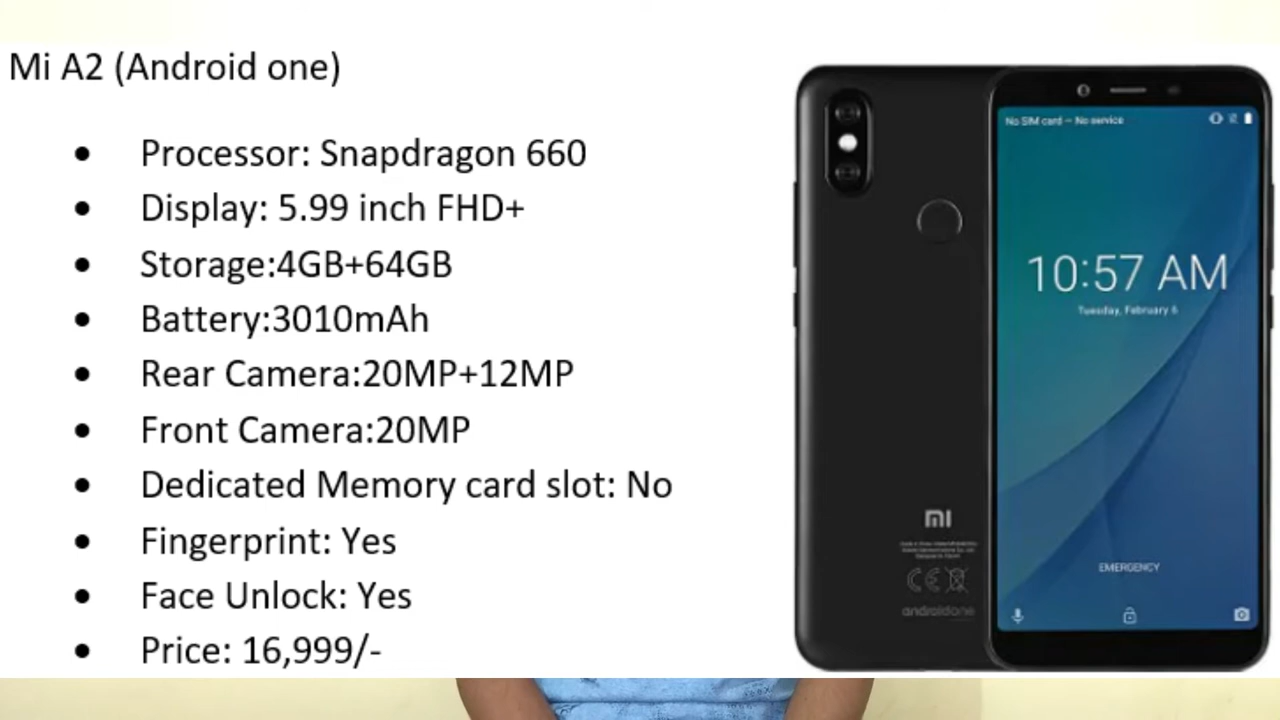 Mi A2 (Android one)
• Processor: Snapdragon 660
• Display: 5.99 inch FHD+
• Storage:4GB+64GB
• Battery:3010mAh
• Rear Camera:20MP+12MP
• Front Camera:20MP
• Dedicated Memory card slot: No
• Fingerprint: Yes
• Face Unlock: Yes
• Price: 16,999/-
No SIM card — No service
10:57 AM
Tuesday, February 6
EMERGENCY
mi
CE
androidone